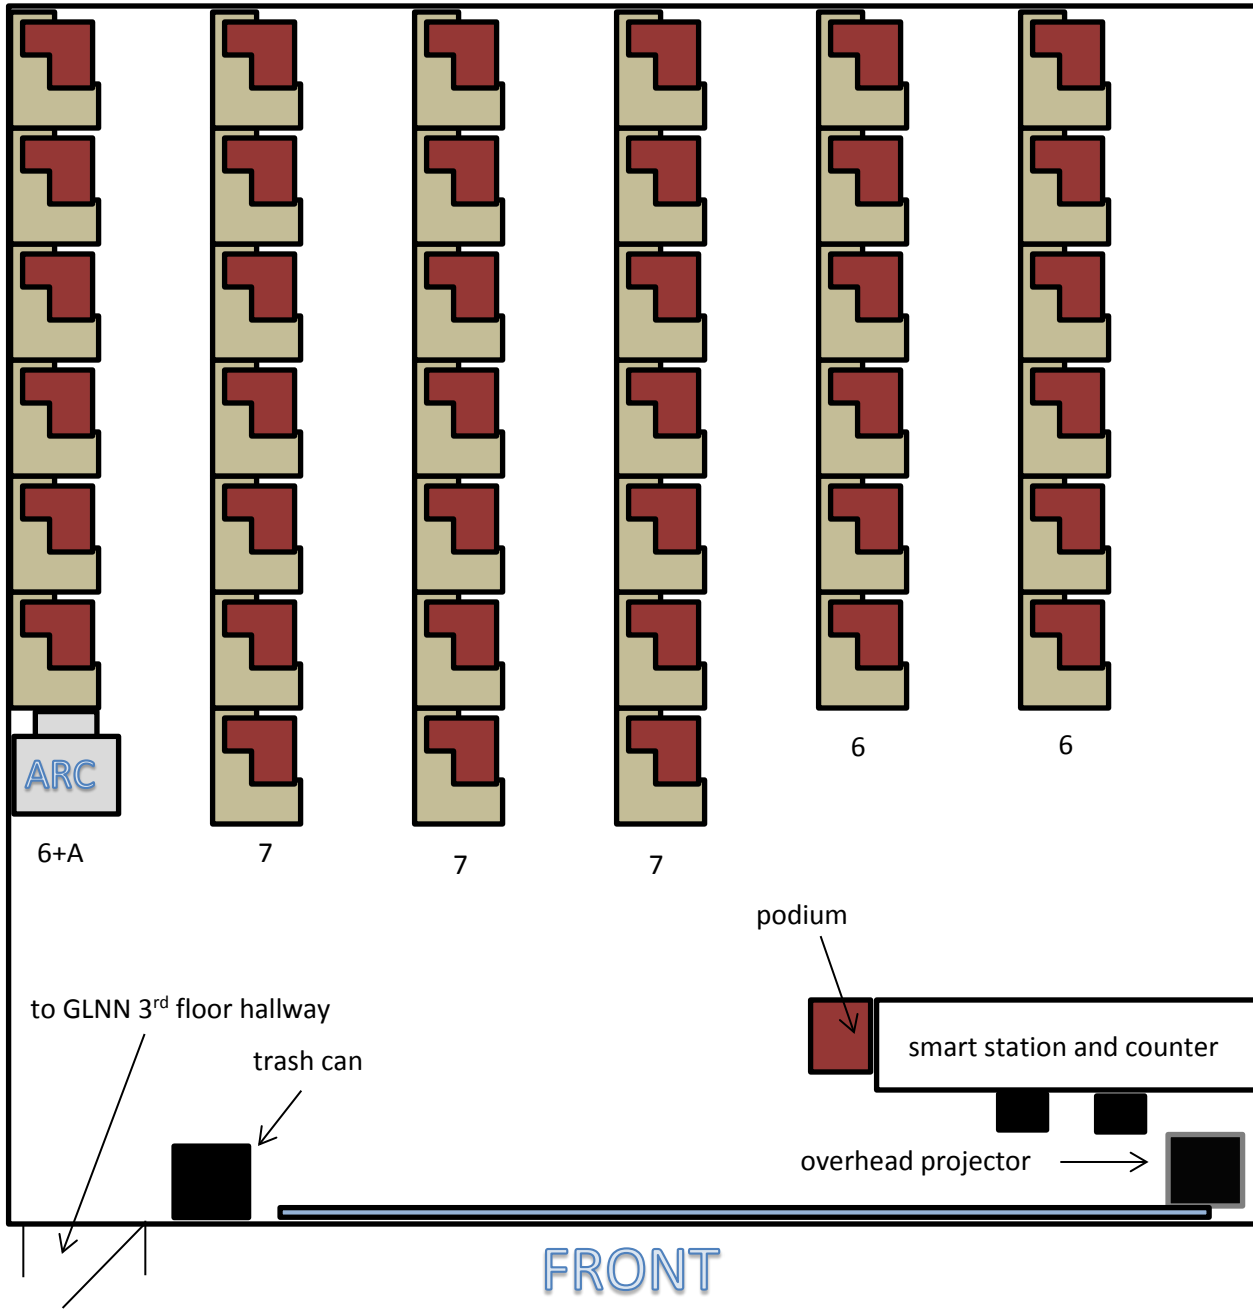 6
6
ARC
6+A
7
7
7
podium
to GLNN 3rd floor hallway
smart station and counter
trash can
overhead projector
FRONT